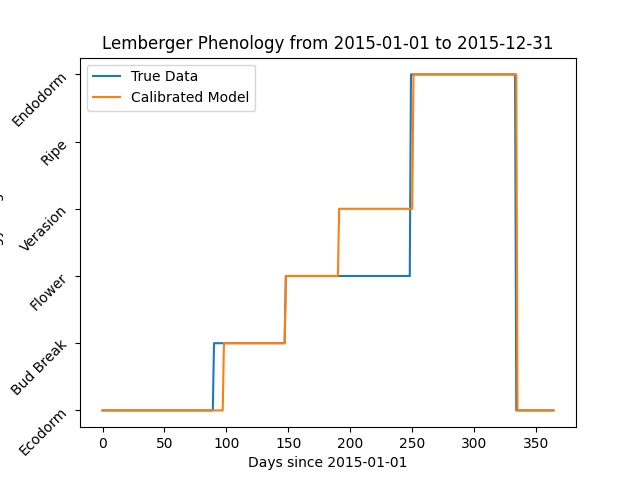 Lemberger Phenology from 2015-01-01 to 2015-12-31
True Data
Calibrated Model
Endodorm
Ripe
Verasion
Flower
Bud Break
Ecodorm
0 50 100 150 200 250 300 350
Days since 2015-01-01